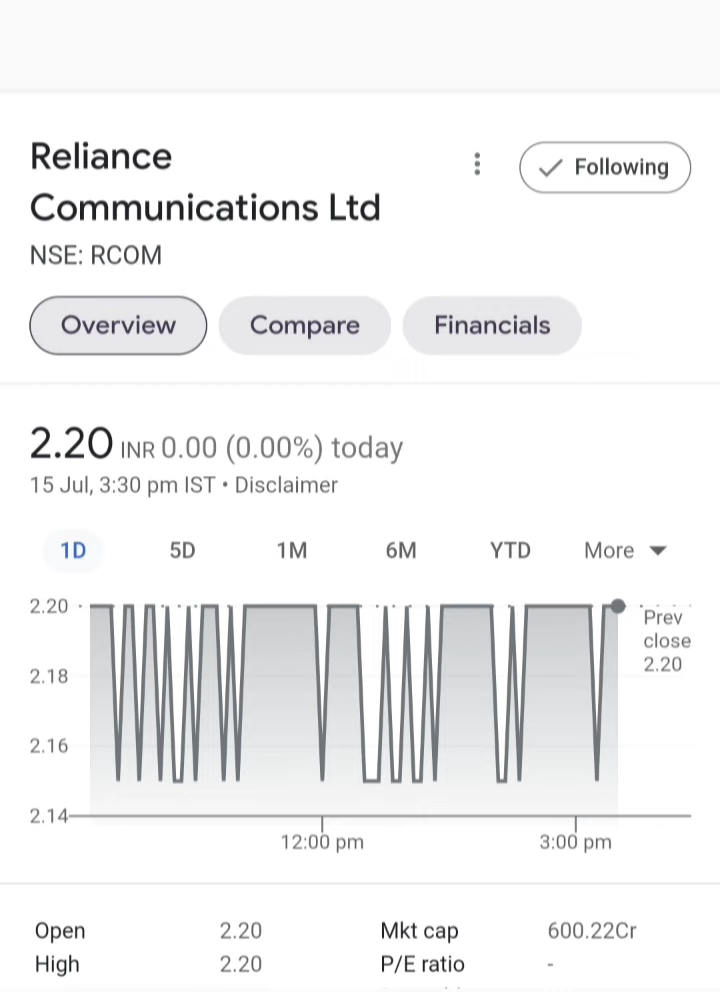 Reliance
Communications Ltd
Following
NSE: RCOM
Overview
Compare
Financials
2.20 INR 0.00 (0.00%) today
15 Jul, 3:30 pm IST • Disclaimer
1D 5D 1M 6M YTD More
2.20
Prev
close
2.20
2.18
2.16
2.14
12:00 pm 3:00 pm
Open 2.20 Mkt cap 600.22Cr
High 2.20 P/E ratio -